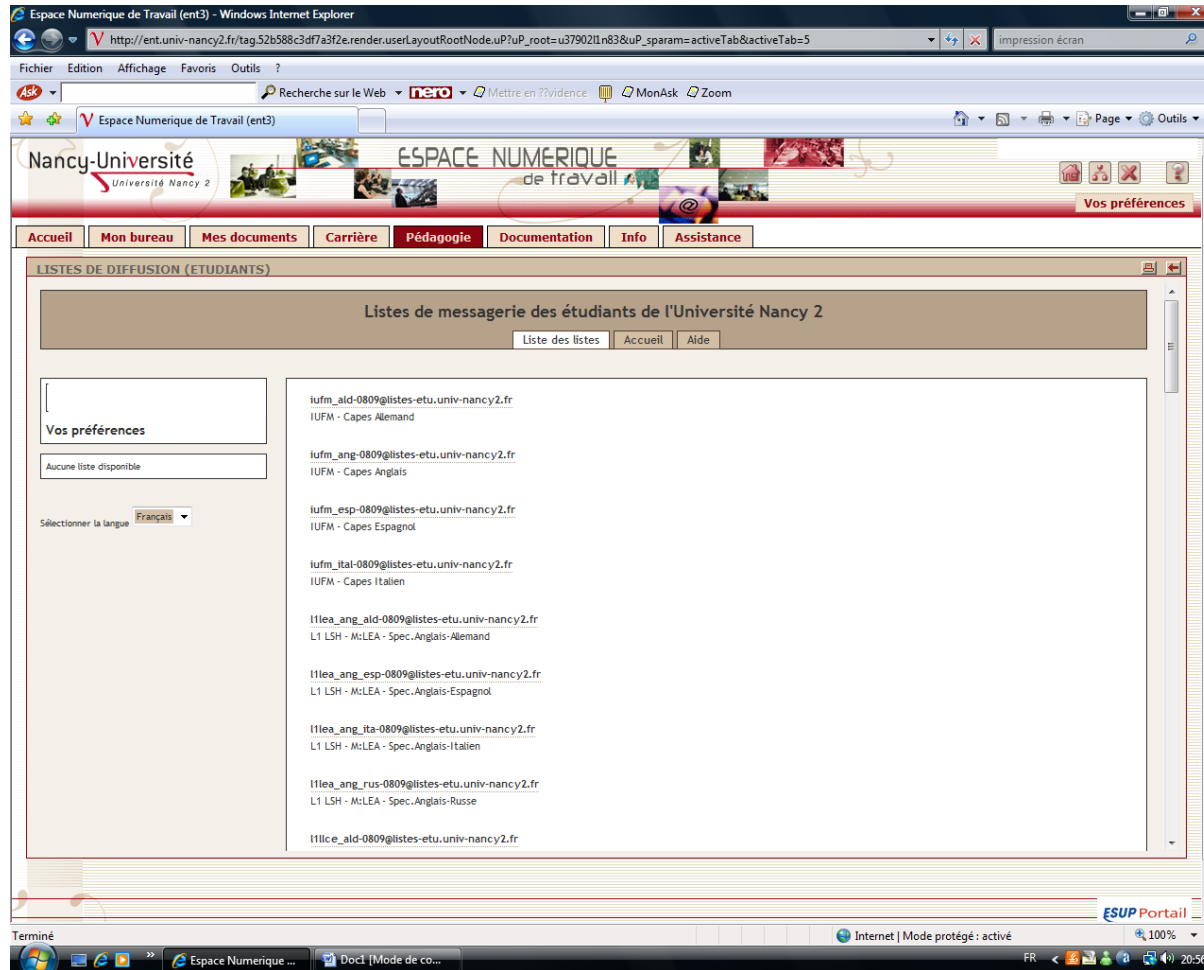 Espace Numerique de Travail (ent3) - Windows Internet Explorer
http://ent.univ-nancy2.fr/tag.52b588c3df7a3f2e.render.userLayoutRootNode.uP?uP_root=u37902l1n83&uP_sparam=activeTab&activeTab=5
impression écran
Fichier Edition Affichage Favoris Outils ?
Ask Recherche sur le Web nero Mettre en ??vidence MonAsk Zoom
Espace Numerique de Travail (ent3) Page Outils
Nancy-Université
Université Nancy 2
ESPACE NUMERIQUE
de travail
@
Vos préférences
Accueil Mon bureau Mes documents Carrière Pédagogie Documentation Info Assistance
LISTES DE DIFFUSION (ETUDIANTS)
Listes de messagerie des étudiants de l'Université Nancy 2
Liste des listes Accueil Aide
Vos préférences
Aucune liste disponible
Sélectionner la langue Français
iufm_ald-0809@listes-etu.univ-nancy2.fr
IUFM - Capes Allemand
iufm_ang-0809@listes-etu.univ-nancy2.fr
IUFM - Capes Anglais
iufm_esp-0809@listes-etu.univ-nancy2.fr
IUFM - Capes Espagnol
iufm_ital-0809@listes-etu.univ-nancy2.fr
IUFM - Capes Italien
l1lea_ang_ald-0809@listes-etu.univ-nancy2.fr
L1 LSH - M:LEA - Spec.Anglais-Allemand
l1lea_ang_esp-0809@listes-etu.univ-nancy2.fr
L1 LSH - M:LEA - Spec.Anglais-Espagnol
l1lea_ang_ita-0809@listes-etu.univ-nancy2.fr
L1 LSH - M:LEA - Spec.Anglais-Italien
l1lea_ang_rus-0809@listes-etu.univ-nancy2.fr
L1 LSH - M:LEA - Spec.Anglais-Russe
l1llce_ald-0809@listes-etu.univ-nancy2.fr
ESUP Portail
Terminé Internet | Mode protégé : activé 100%
Espace Numerique ... Doc1 [Mode de co... FR